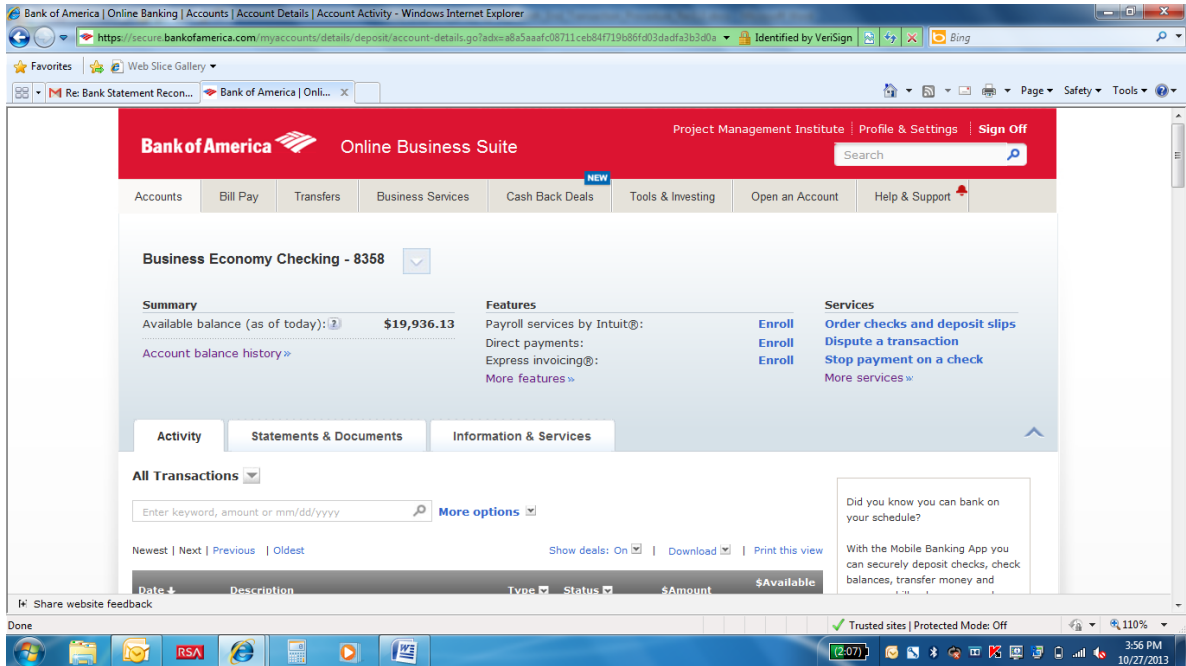 Bank of America | Online Banking | Accounts | Account Details | Account Activity - Windows Internet Explorer
https://secure.bankofamerica.com/myaccounts/details/deposit/account-details.go?adx=a8a5aaafc08711ceb84f719b86fd03dadfa3b3d0a
Identified by VeriSign
Bing
Favorites
Web Slice Gallery
Re: Bank Statement Recon...
Bank of America | Onli...
Page
Safety
Tools
Bank of America
Online Business Suite
Project Management Institute | Profile & Settings | Sign Off
Search
NEW
Accounts Bill Pay Transfers Business Services Cash Back Deals Tools & Investing Open an Account Help & Support
Business Economy Checking - 8358
Summary
Available balance (as of today): ? $19,936.13
Account balance history»
Features
Payroll services by Intuit®: Enroll
Direct payments: Enroll
Express invoicing®: Enroll
More features»
Services
Order checks and deposit slips
Dispute a transaction
Stop payment on a check
More services»
Activity Statements & Documents Information & Services
All Transactions
Enter keyword, amount or mm/dd/yyyy
More options
Newest | Next | Previous | Oldest
Show deals: On | Download | Print this view
Date Description Type Status $Amount $Available
Did you know you can bank on
your schedule?
With the Mobile Banking App you
can securely deposit checks, check
balances, transfer money and
Share website feedback
Done
Trusted sites | Protected Mode: Off
110%
RSA
(2:07)
3:56 PM
10/27/2013